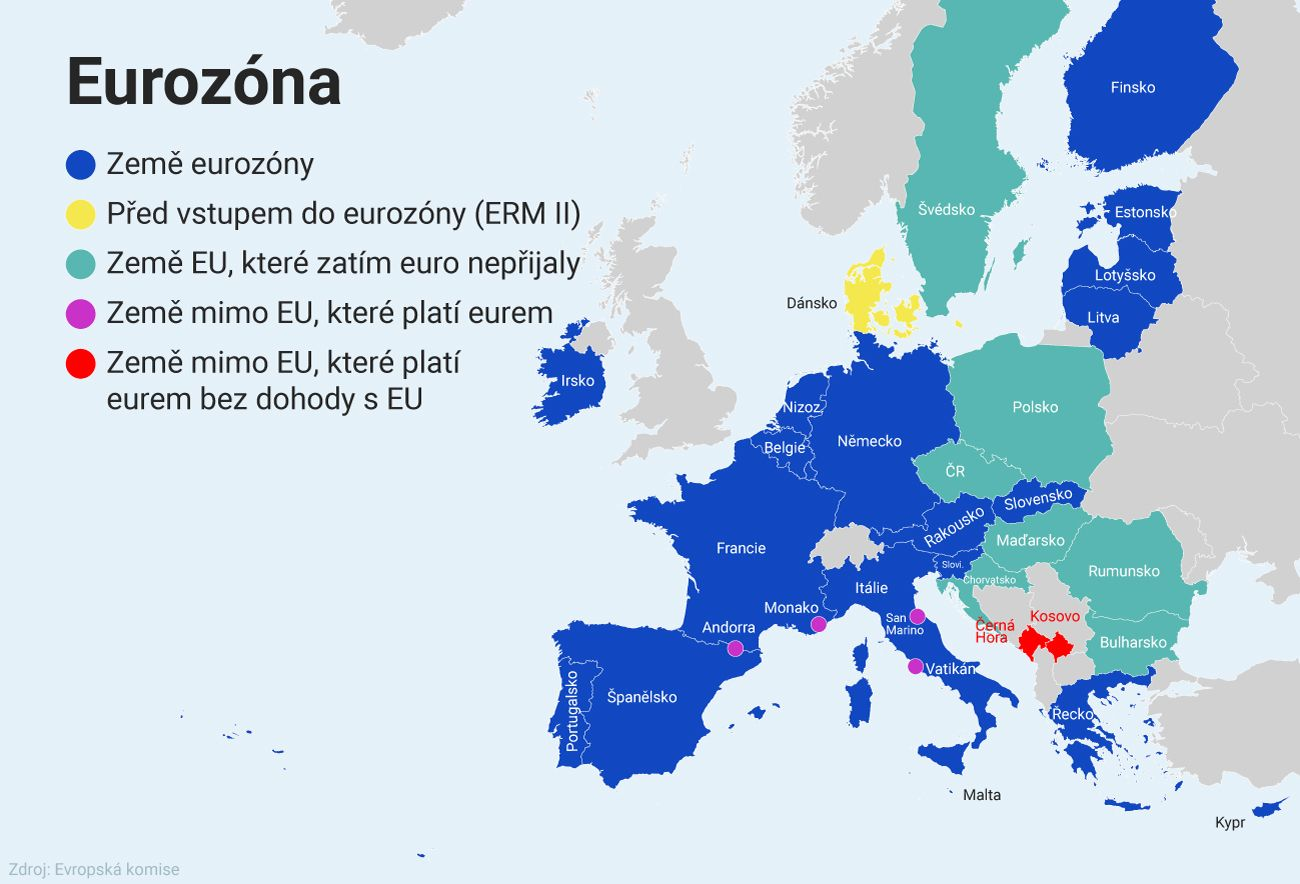 Eurozóna
Země eurozóny
Před vstupem do eurozóny (ERM II)
Země EU, které zatím euro nepřijaly
Země mimo EU, které platí eurem
Země mimo EU, které platí
eurem bez dohody s EU
Finsko
Švédsko
Estonsko
Lotyšsko
Litva
Dánsko
Irsko
Nizoz.
Belgie
Německo
Polsko
ČR
Slovensko
Rakousko
Maďarsko
Rumunsko
Francie
Itálie
Slovi.
Chorvatsko
Monako
Andorra
San
Marino
Černá
Hora
Kosovo
Bulharsko
Vatikán
Portugalsko
Španělsko
Řecko
Malta
Kypr
Zdroj: Evropská komise